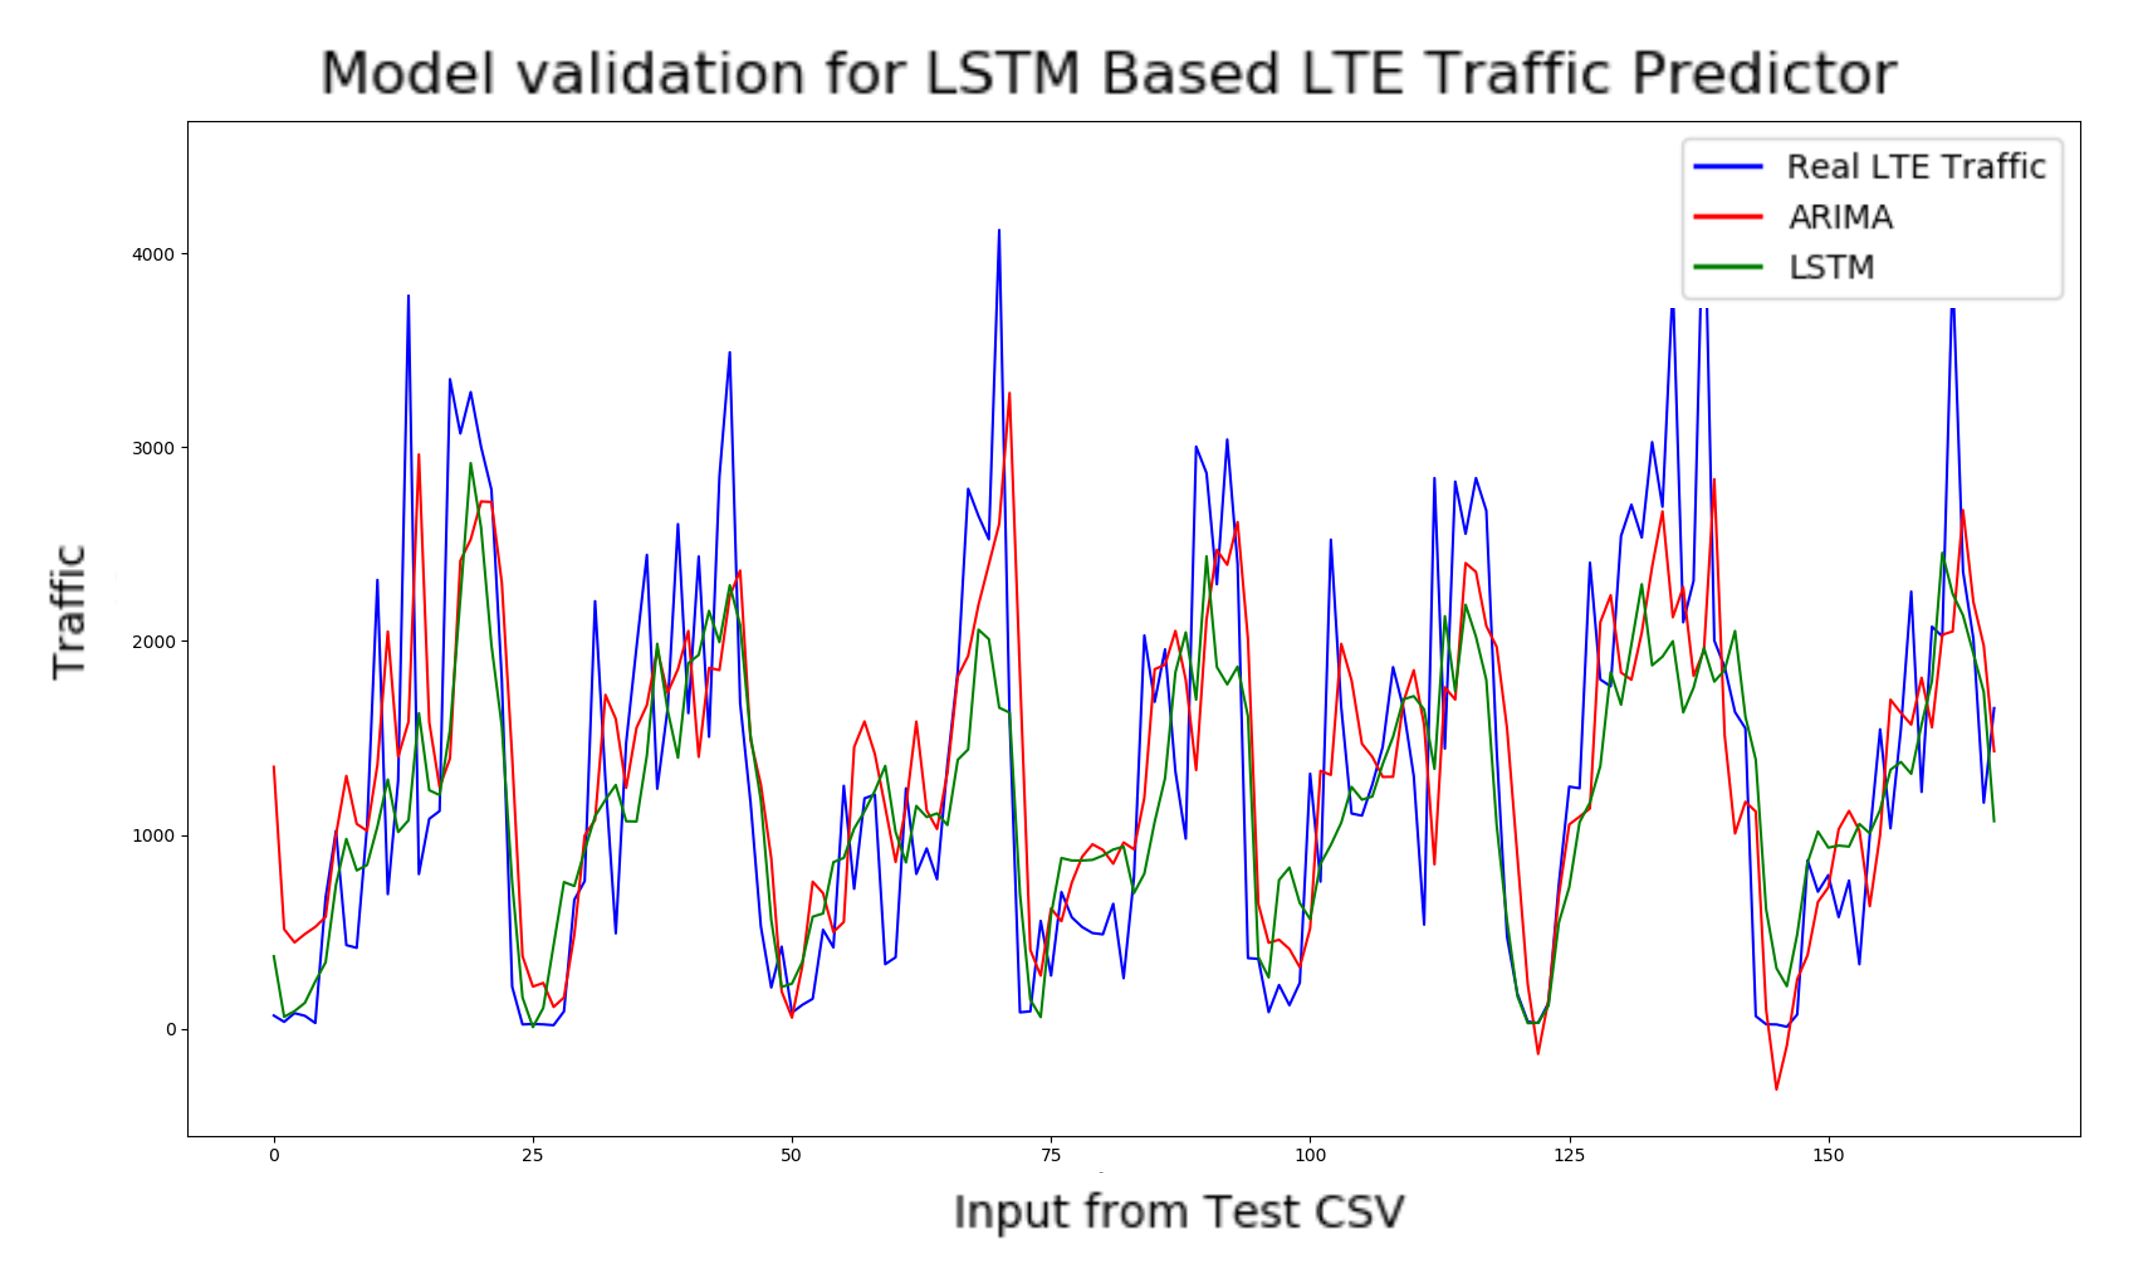 Model validation for LSTM Based LTE Traffic Predictor
Real LTE Traffic
ARIMA
LSTM
Traffic
4000
3000
2000
1000
0
0 25 50 75 100 125 150
Input from Test CSV